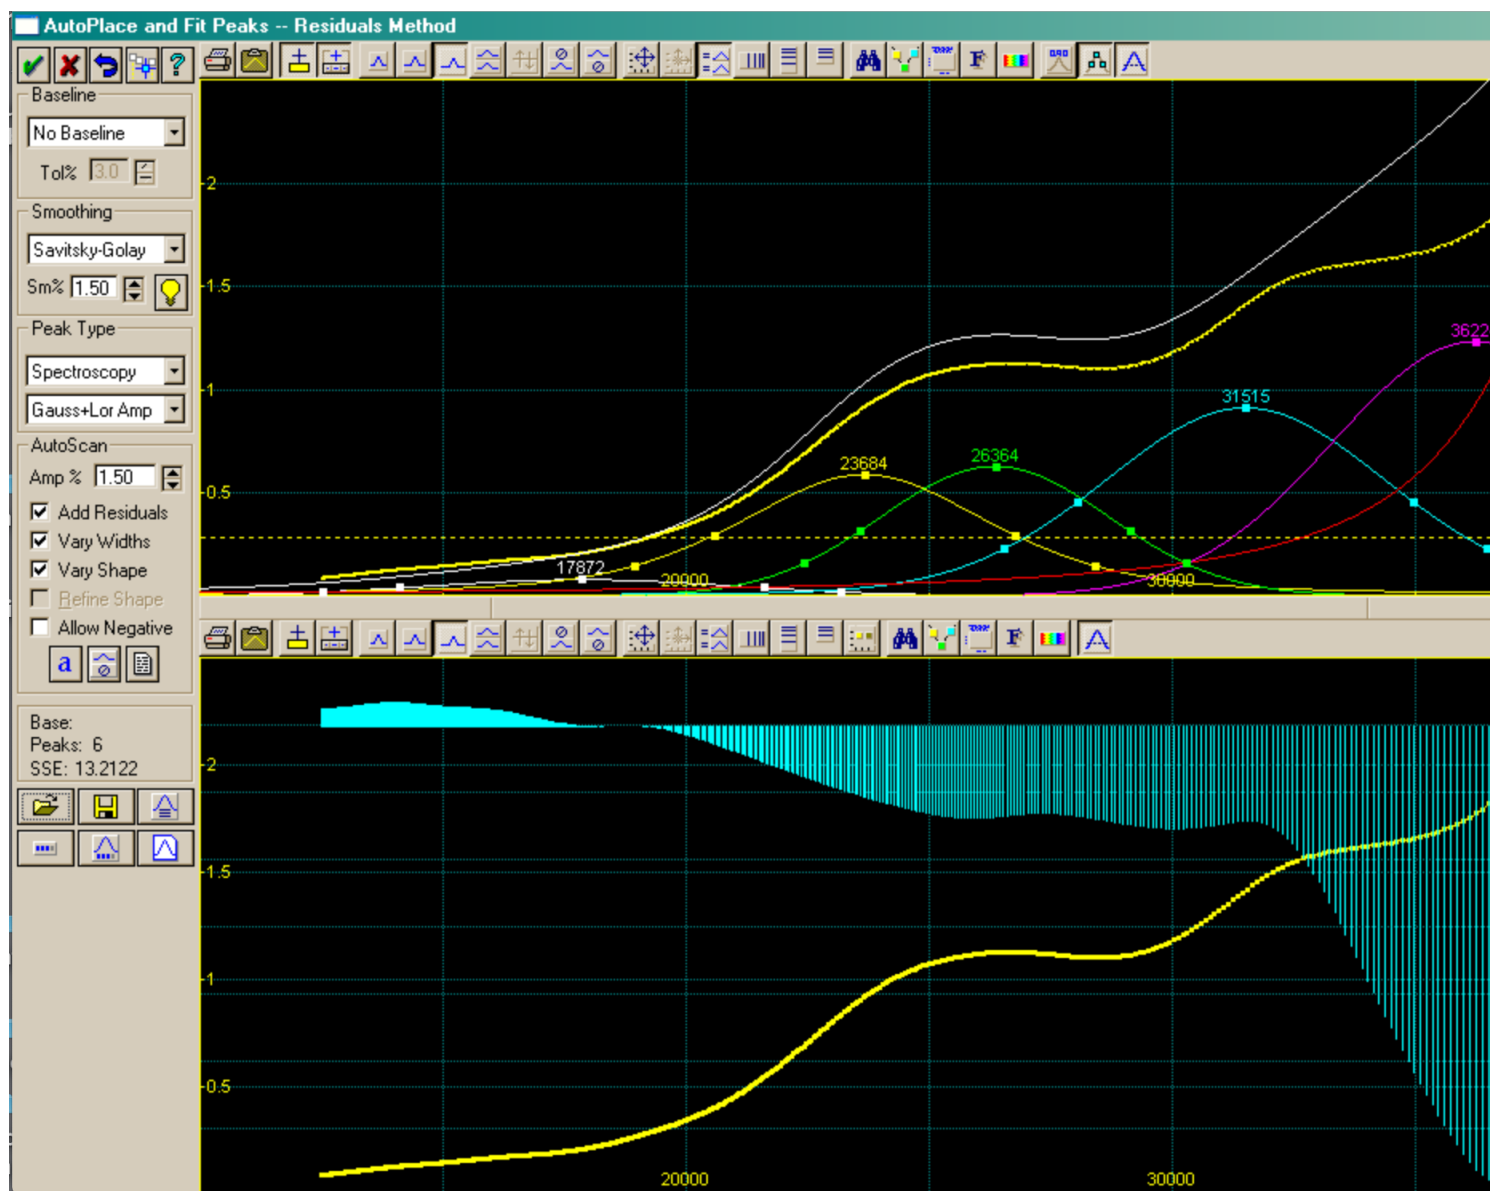 AutoPlace and Fit Peaks -- Residuals Method
Baseline
No Baseline
Tol% 3.0
Smoothing
Savitsky-Golay
Sm% 1.50
Peak Type
Spectroscopy
Gauss+Lor Amp
AutoScan
Amp % 1.50
Add Residuals
Vary Widths
Vary Shape
Refine Shape
Allow Negative
a
Base:
Peaks: 6
SSE: 13.2122
?
F
2
1.5
1
0.5
17872
23684
26364
31515
3622
20000
30000
F
2
1.5
1
0.5
20000
30000